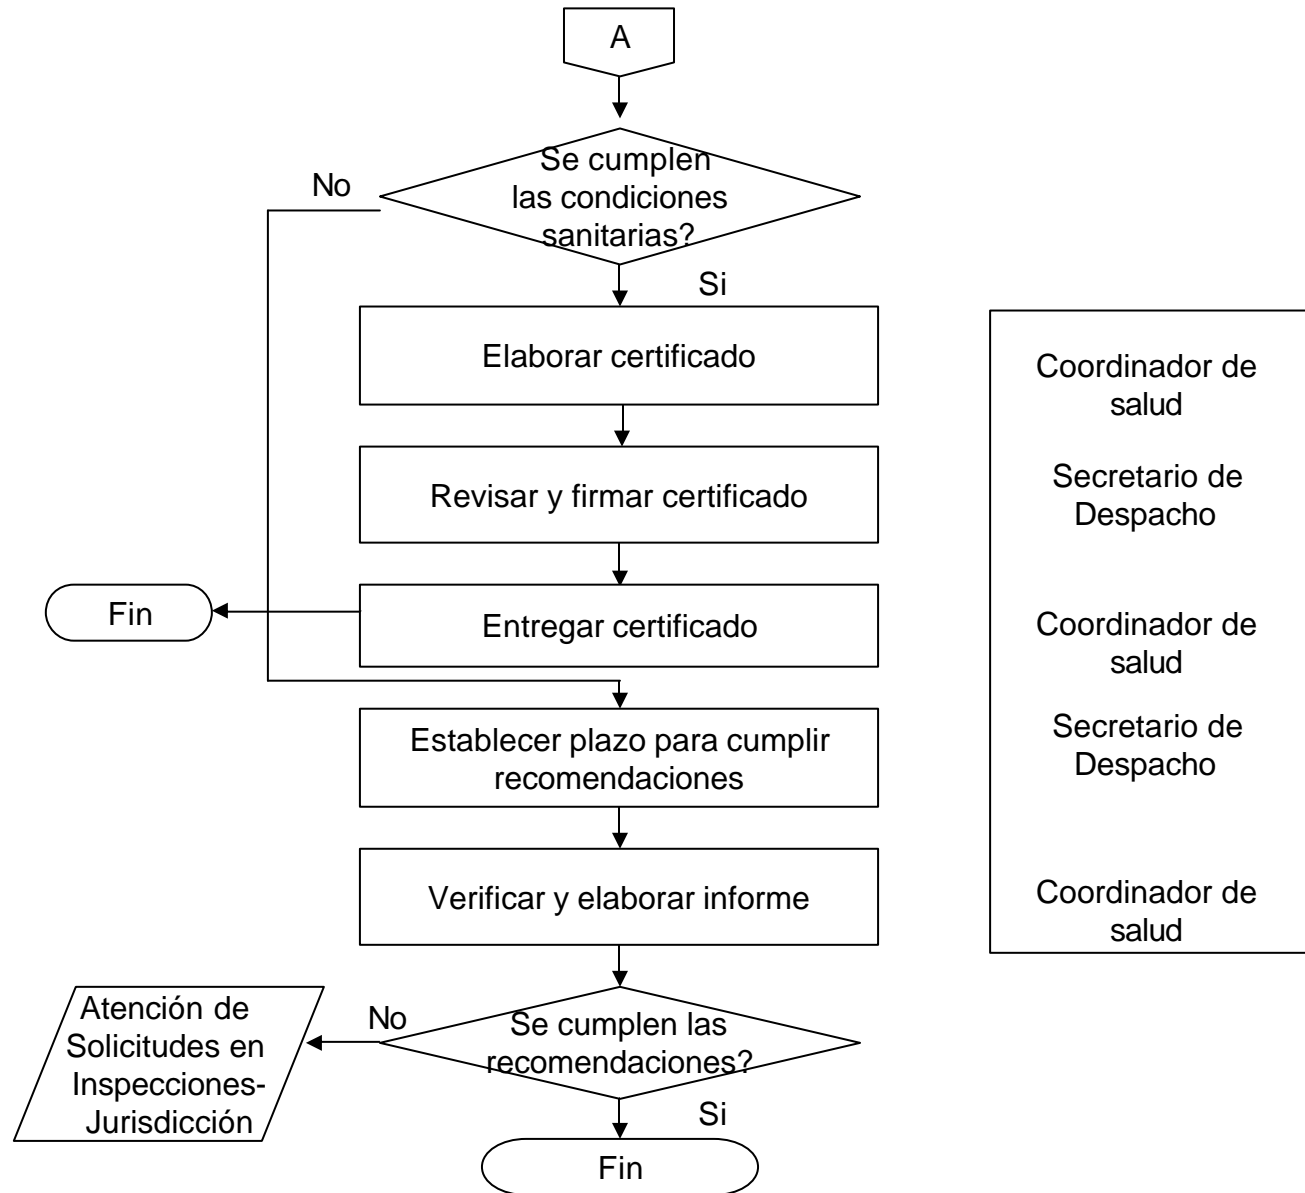 A
Se cumplen
las condiciones
sanitarias?
No
Si
Elaborar certificado
Coordinador de
salud
Revisar y firmar certificado
Secretario de
Despacho
Fin
Entregar certificado
Coordinador de
salud
Establecer plazo para cumplir
recomendaciones
Secretario de
Despacho
Verificar y elaborar informe
Coordinador de
salud
Atención de
Solicitudes en
Inspecciones-
Jurisdicción
No
Se cumplen las
recomendaciones?
Si
Fin